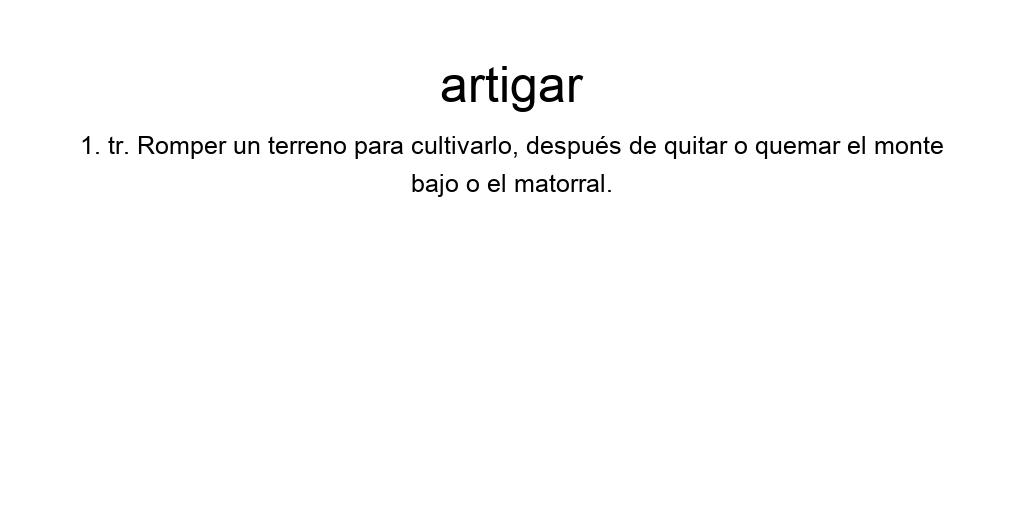 artigar
1. tr. Romper un terreno para cultivarlo, después de quitar o quemar el monte
bajo o el matorral.